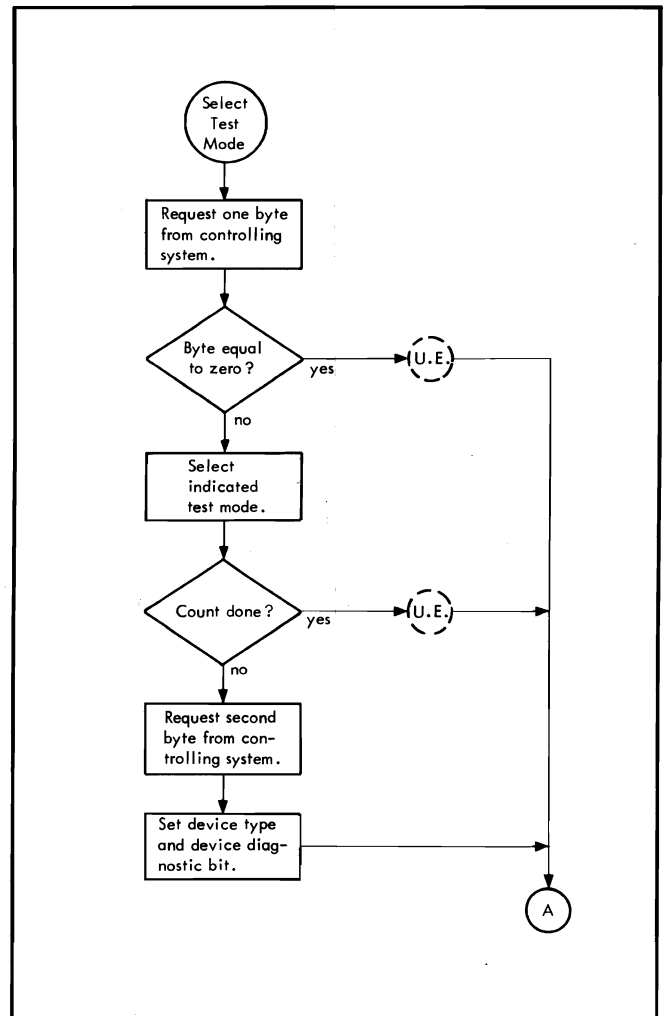 Select
Test
Mode
Request one byte
from controlling
system.
Byte equal
to zero?
yes
U.E.
no
Select
indicated
test mode.
Count done?
yes
U.E.
no
Request second
byte from con-
trolling system.
Set device type
and device diag-
nostic bit.
A